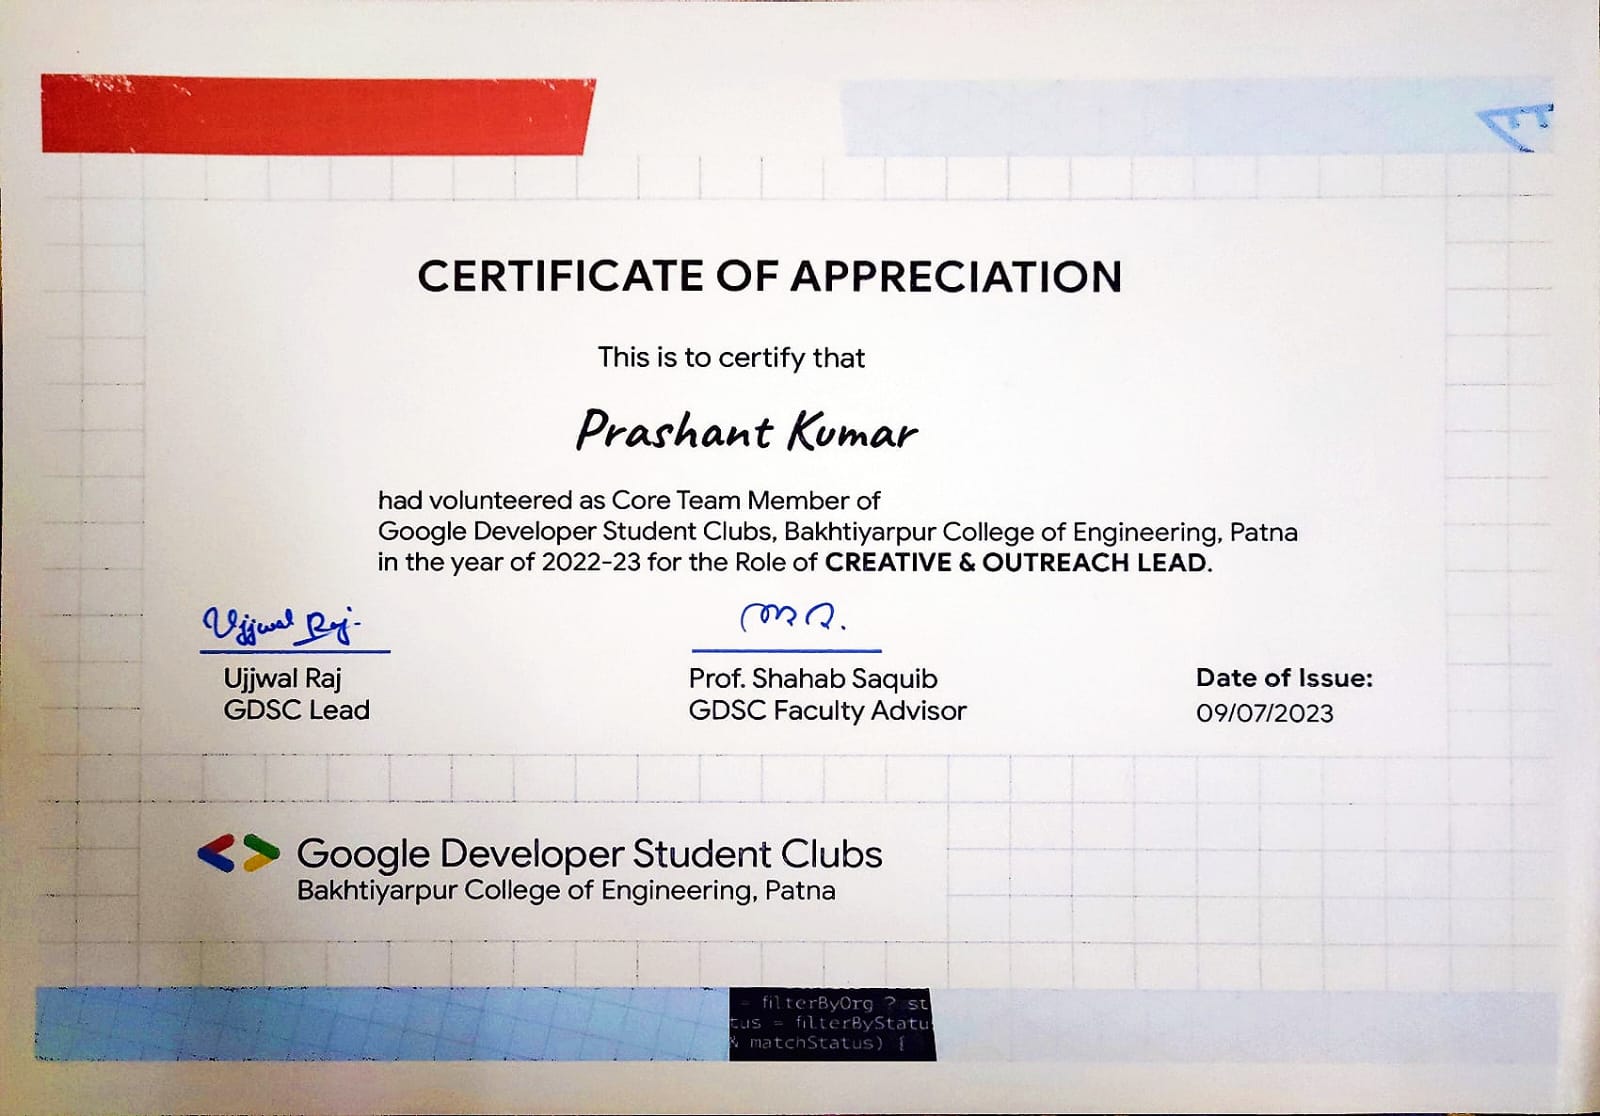 CERTIFICATE OF APPRECIATION
This is to certify that
Prashant Kumar
had volunteered as Core Team Member of
Google Developer Student Clubs, Bakhtiyarpur College of Engineering, Patna
in the year of 2022-23 for the Role of CREATIVE & OUTREACH LEAD.
Ujjwal Raj
Ujjwal Raj
GDSC Lead
Prof. Shahab Saquib
GDSC Faculty Advisor
Date of Issue:
09/07/2023
Google Developer Student Clubs
Bakhtiyarpur College of Engineering, Patna
= filterByOrg ? st
tus = filterByStatu
& matchStatus) {